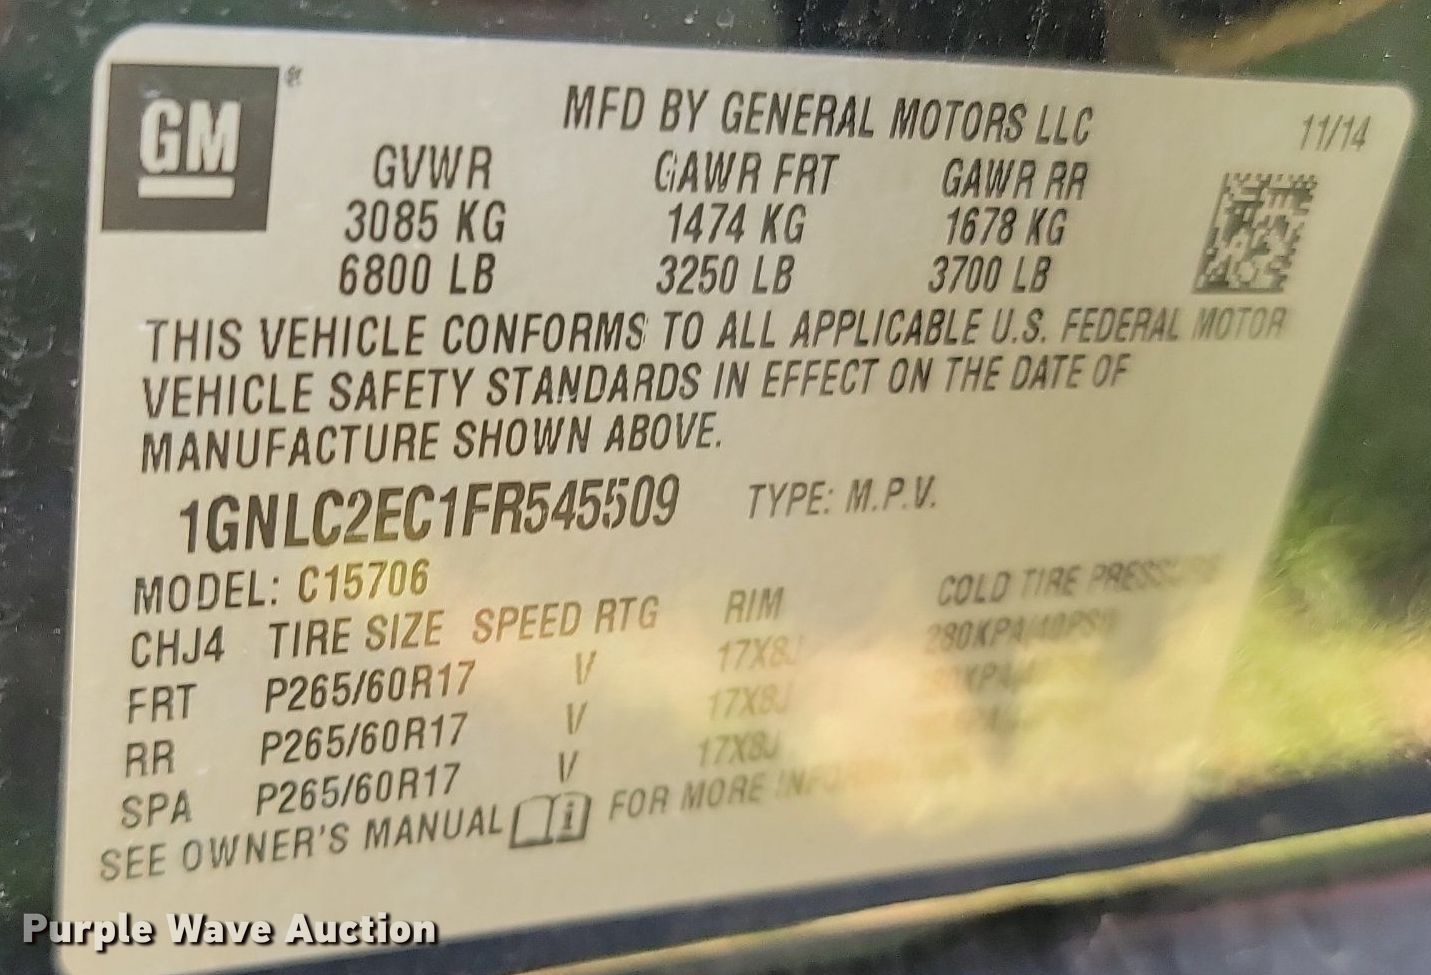 GM
MFD BY GENERAL MOTORS LLC 11/14
GVWR GAWR FRT GAWR RR
3085 KG 1474 KG 1678 KG
6800 LB 3250 LB 3700 LB
THIS VEHICLE CONFORMS TO ALL APPLICABLE U.S. FEDERAL MOTOR
VEHICLE SAFETY STANDARDS IN EFFECT ON THE DATE OF
MANUFACTURE SHOWN ABOVE.
1GNLC2EC1FR545509 TYPE: M.P.V.
MODEL: C15706
CHJ4 TIRE SIZE SPEED RTG RIM COLD TIRE PRESSURE
FRT P265/60R17 V 17X8J 280KPA/40PSI
RR P265/60R17 V 17X8J
SPA P265/60R17 V 17X8J
SEE OWNER'S MANUAL FOR MORE
Purple Wave Auction